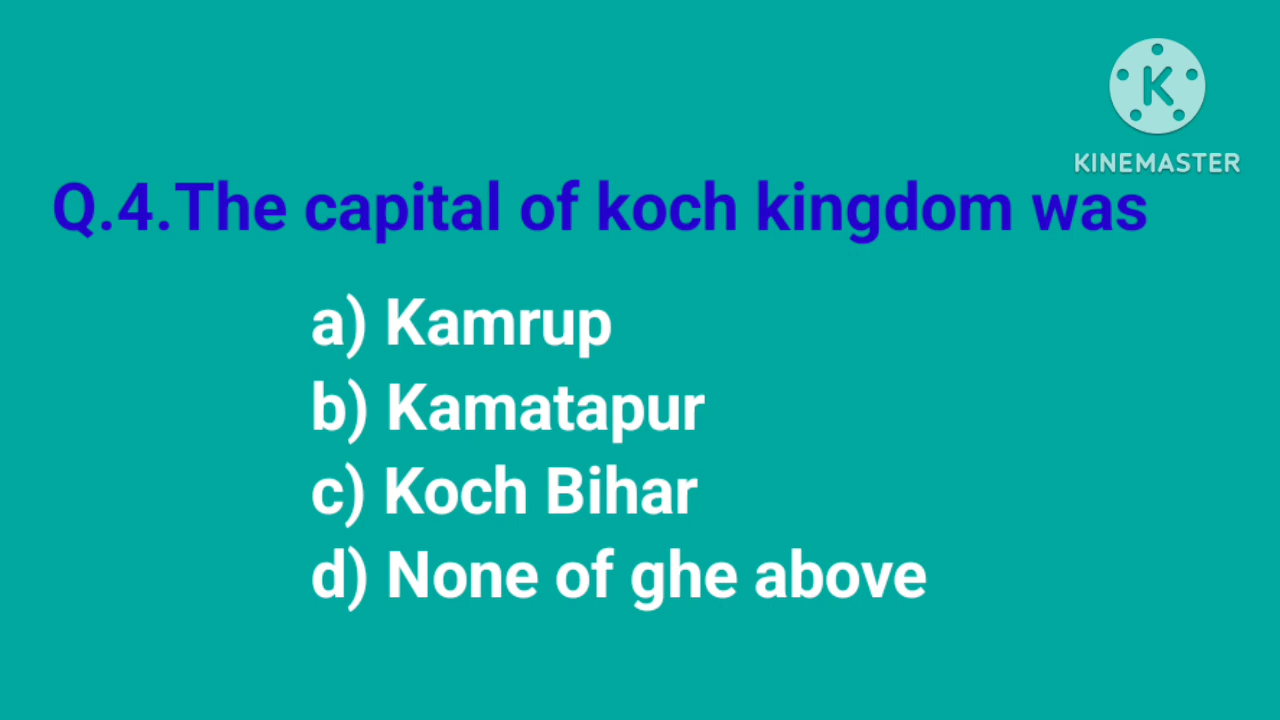 KINEMASTER
Q.4.The capital of koch kingdom was
a) Kamrup
b) Kamatapur
c) Koch Bihar
d) None of ghe above